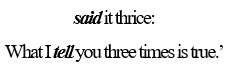 said it thrice:
What I tell you three times is true.’